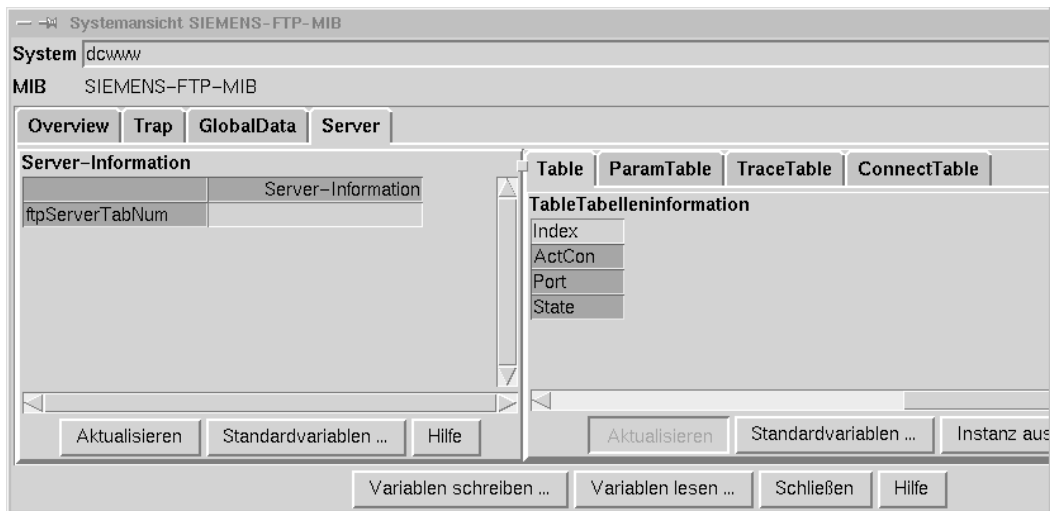 Systemansicht SIEMENS-FTP-MIB
System dcwww
MIB SIEMENS-FTP-MIB
Overview Trap GlobalData Server
Server-Information
Server-Information
ftpServerTabNum
Aktualisieren Standardvariablen ... Hilfe
Table ParamTable TraceTable ConnectTable
TableTabelleninformation
Index
ActCon
Port
State
Aktualisieren Standardvariablen ... Instanz aus
Variablen schreiben ... Variablen lesen ... Schließen Hilfe